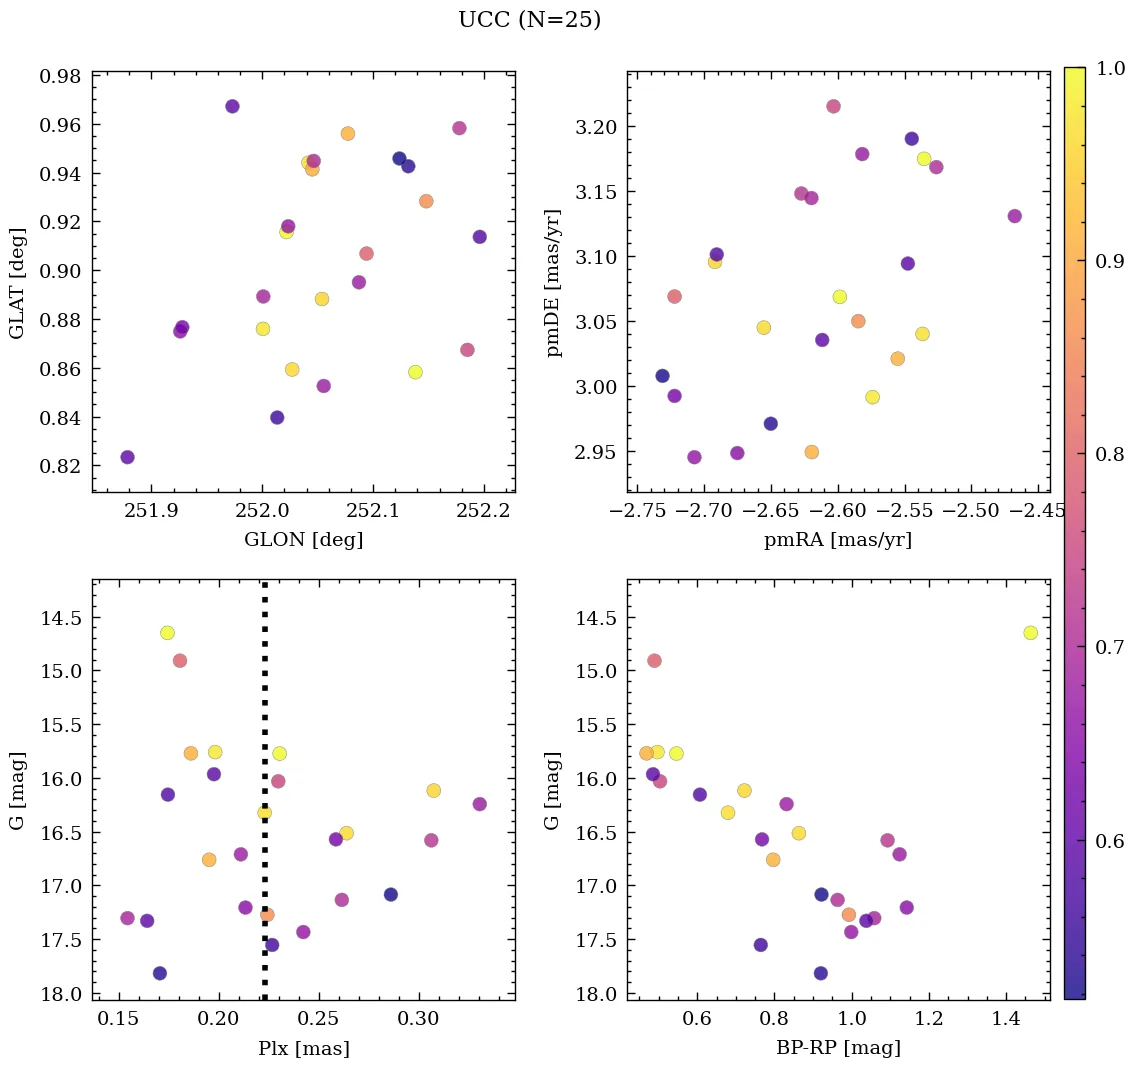 UCC (N=25)
0.98
0.96
0.94
0.92
0.90
0.88
0.86
0.84
0.82
GLAT [deg]
251.9 252.0 252.1 252.2
GLON [deg]
3.20
3.15
3.10
3.05
3.00
2.95
pmDE [mas/yr]
−2.75 −2.70 −2.65 −2.60 −2.55 −2.50 −2.45
pmRA [mas/yr]
14.5
15.0
15.5
16.0
16.5
17.0
17.5
18.0
G [mag]
0.15 0.20 0.25 0.30
Plx [mas]
14.5
15.0
15.5
16.0
16.5
17.0
17.5
18.0
G [mag]
0.6 0.8 1.0 1.2 1.4
BP-RP [mag]
1.0
0.9
0.8
0.7
0.6